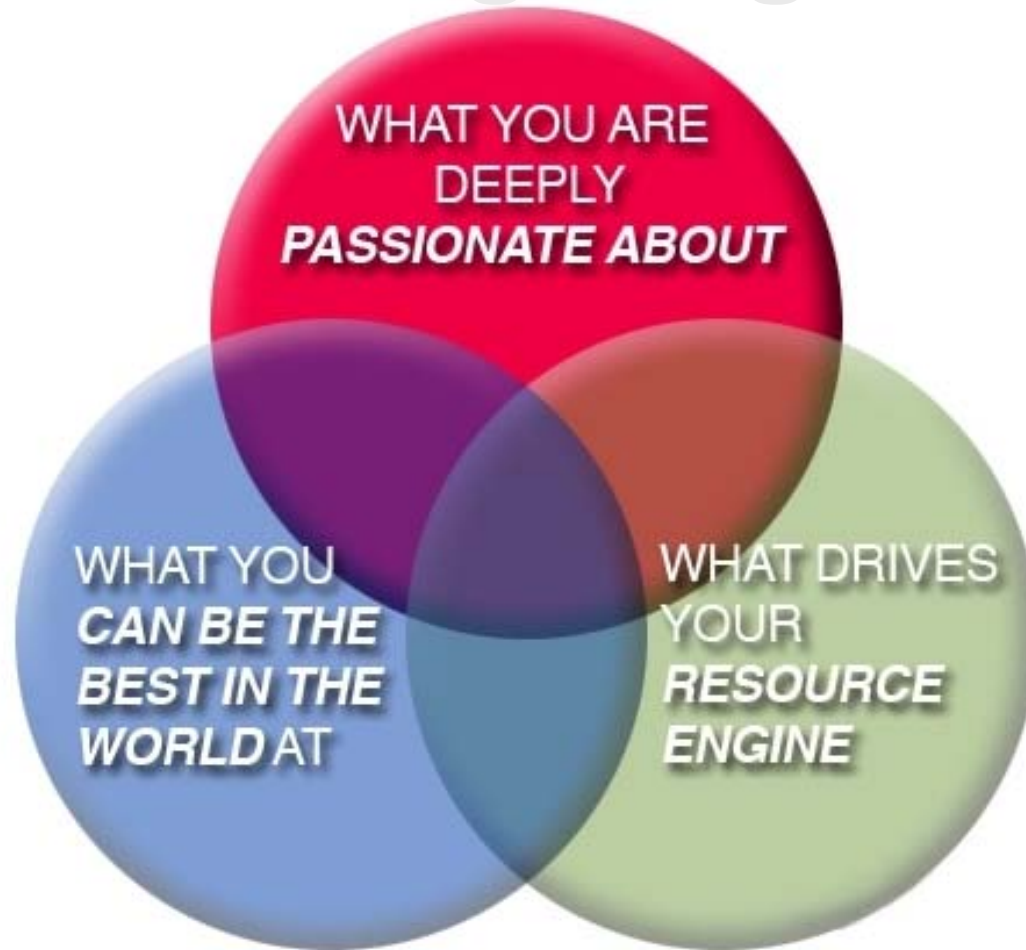 WHAT YOU ARE
DEEPLY
PASSIONATE ABOUT
WHAT YOU
CAN BE THE
BEST IN THE
WORLD AT
WHAT DRIVES
YOUR
RESOURCE
ENGINE